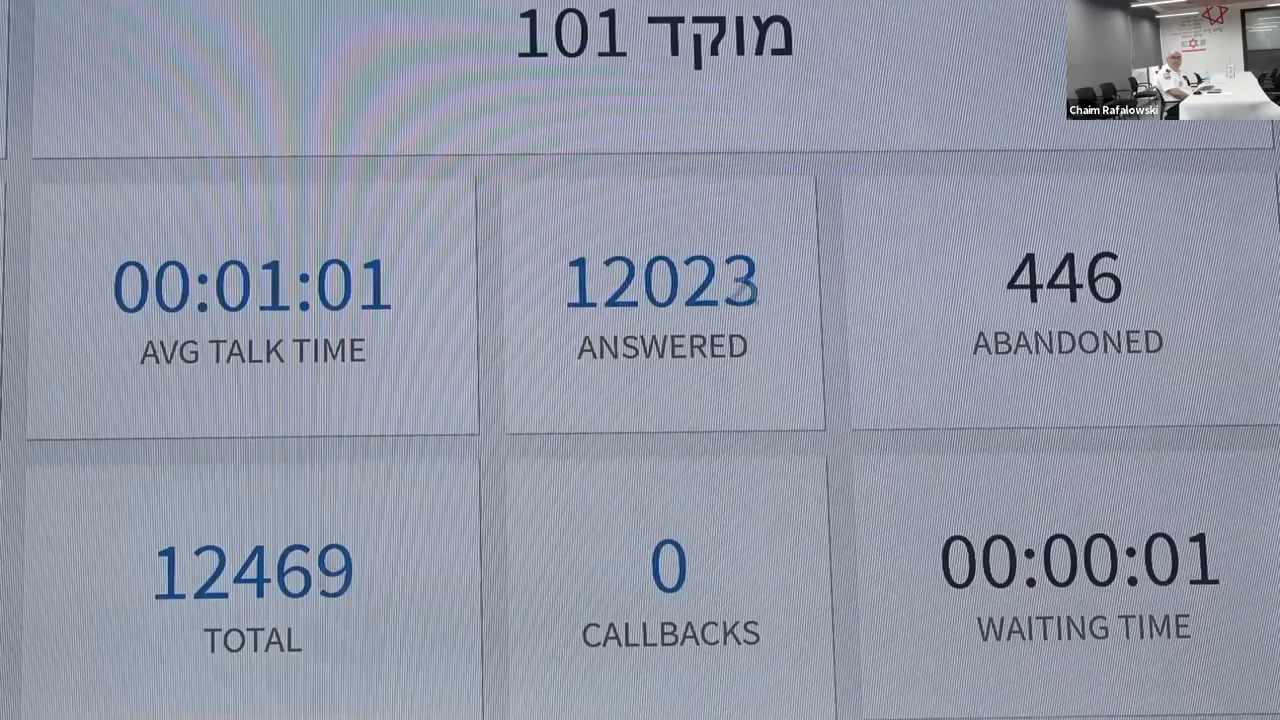 מוקד 101
Chaim Rafalowski
00:01:01
AVG TALK TIME
12023
ANSWERED
446
ABANDONED
12469
TOTAL
0
CALLBACKS
00:00:01
WAITING TIME